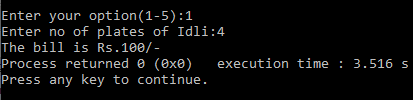 Enter your option(1-5):1
Enter no of plates of Idli:4
The bill is Rs.100/-
Process returned 0 (0x0)   execution time : 3.516 s
Press any key to continue.